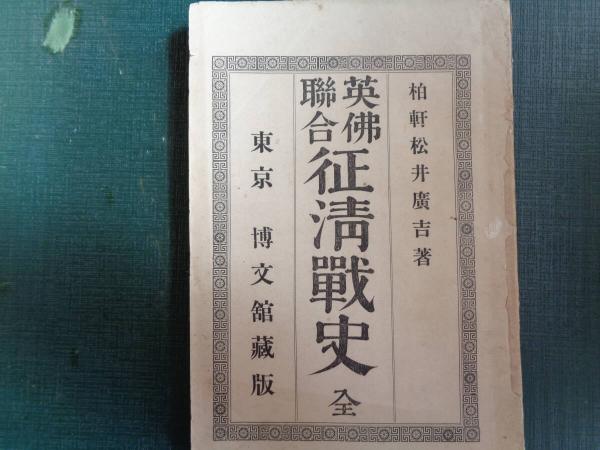 柏軒松井廣吉著
英佛聯合征淸戰史 全
東京 博文舘藏版